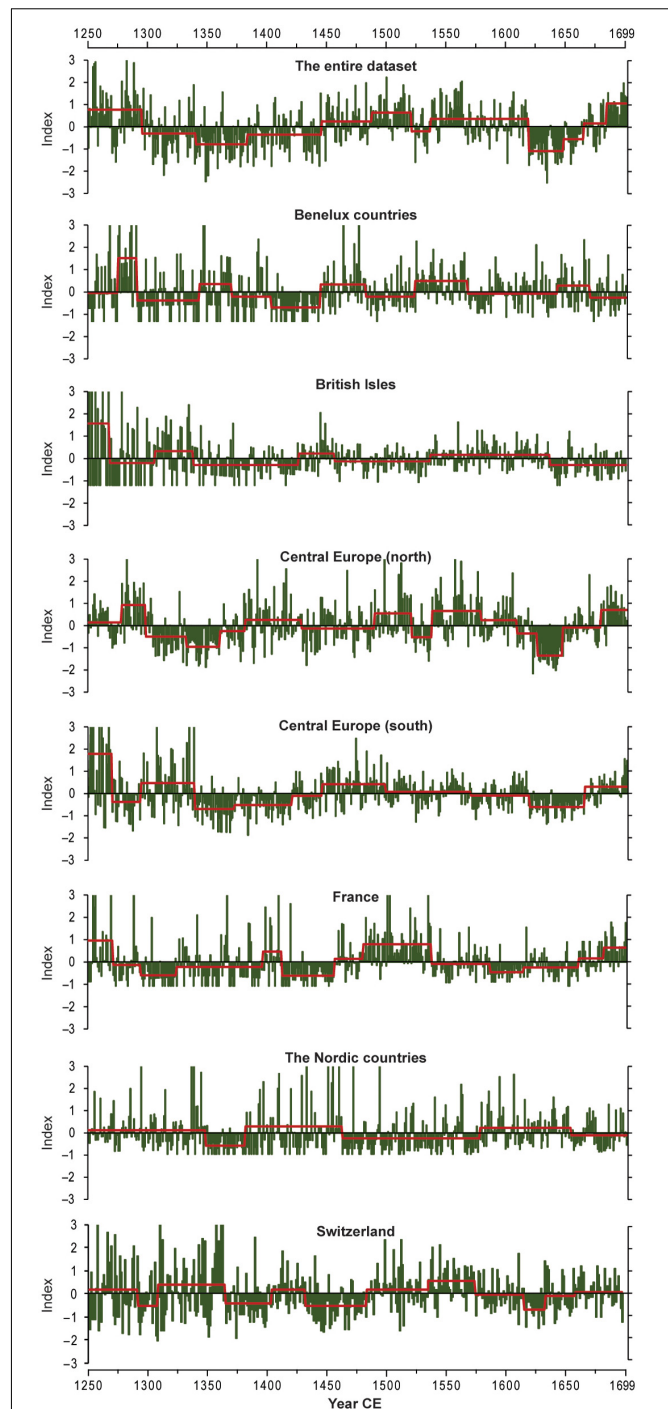 1250 1300 1350 1400 1450 1500 1550 1600 1650 1699
The entire dataset
Index
3
2
1
0
−1
−2
−3
Benelux countries
Index
3
2
1
0
−1
−2
−3
British Isles
Index
3
2
1
0
−1
−2
−3
Central Europe (north)
Index
3
2
1
0
−1
−2
−3
Central Europe (south)
Index
3
2
1
0
−1
−2
−3
France
Index
3
2
1
0
−1
−2
−3
The Nordic countries
Index
3
2
1
0
−1
−2
−3
Switzerland
Index
3
2
1
0
−1
−2
−3
1250 1300 1350 1400 1450 1500 1550 1600 1650 1699
Year CE